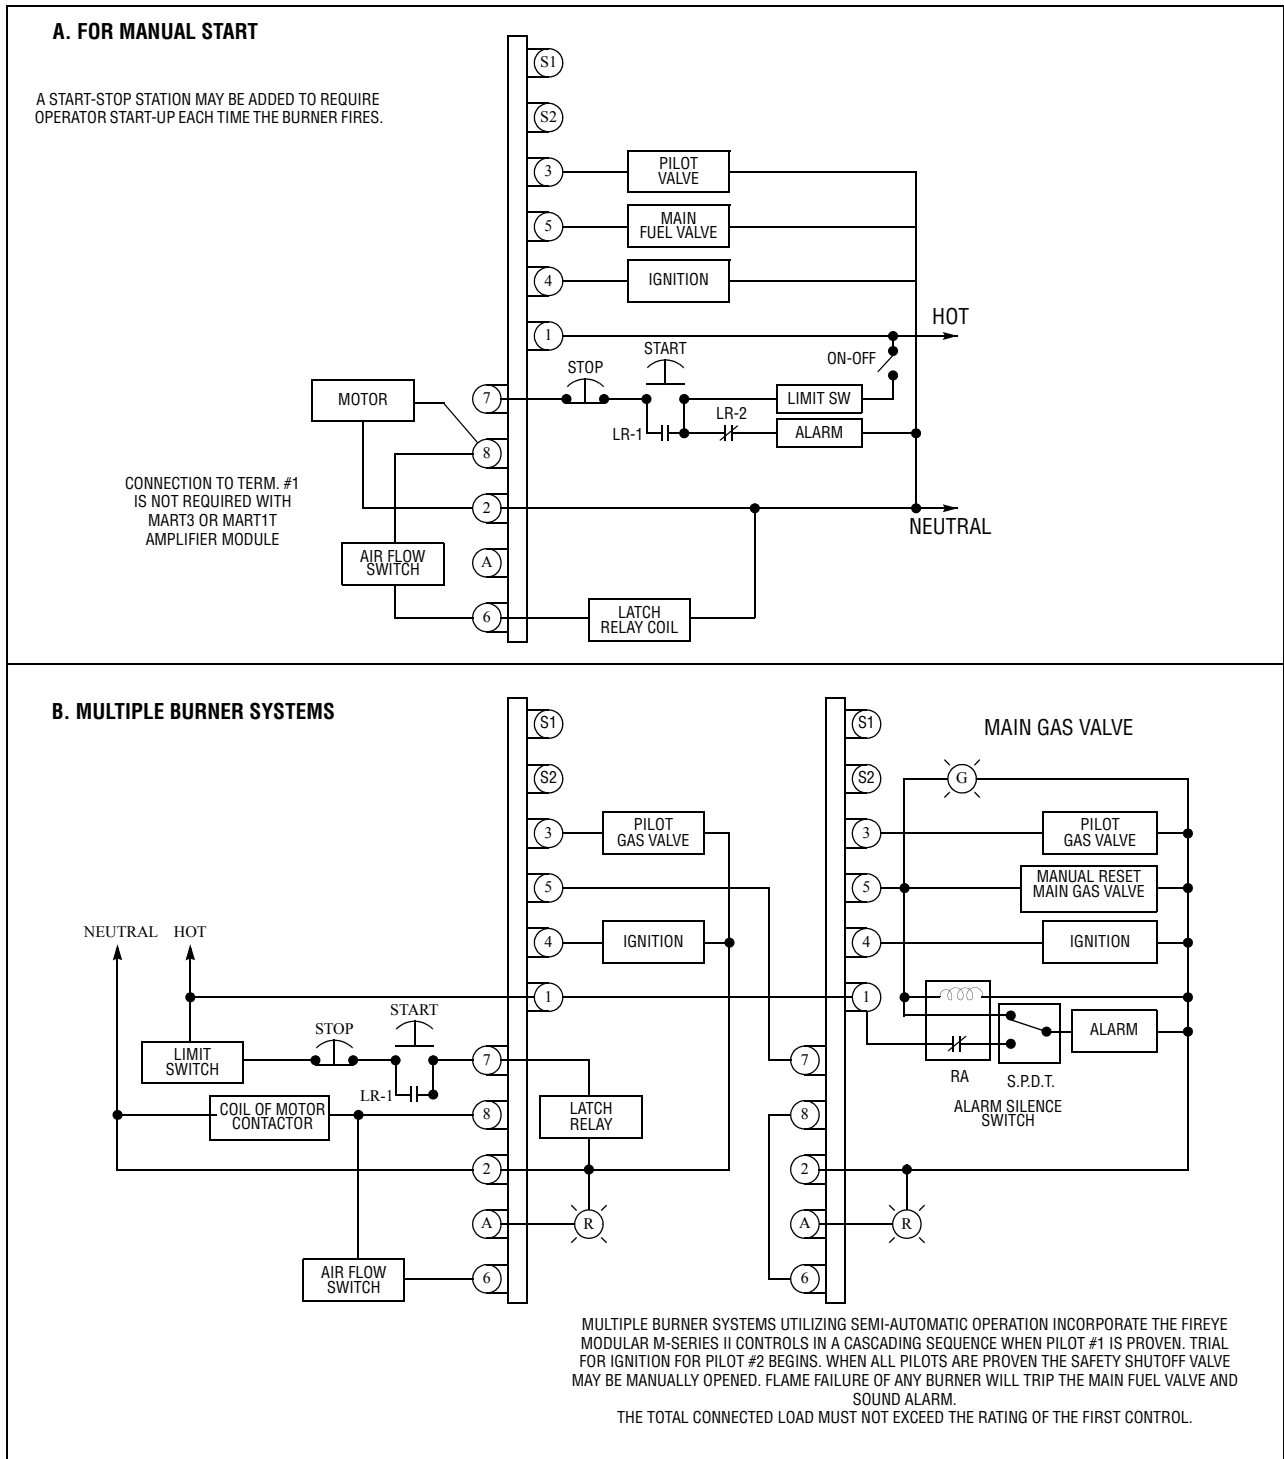 A. FOR MANUAL START
A START-STOP STATION MAY BE ADDED TO REQUIRE
OPERATOR START-UP EACH TIME THE BURNER FIRES.
S1
S2
3
PILOT
VALVE
5
MAIN
FUEL VALVE
4
IGNITION
1
HOT
ON-OFF
START
STOP
MOTOR
7
LIMIT SW
LR-2
LR-1
ALARM
8
CONNECTION TO TERM. #1
IS NOT REQUIRED WITH
MART3 OR MART1T
AMPLIFIER MODULE
2
NEUTRAL
AIR FLOW
SWITCH
A
6
LATCH
RELAY COIL
B. MULTIPLE BURNER SYSTEMS
S1
S2
3
PILOT
GAS VALVE
5
NEUTRAL
HOT
4
IGNITION
1
START
STOP
LIMIT
SWITCH
7
LR-1
COIL OF MOTOR
CONTACTOR
8
LATCH
RELAY
2
A
R
AIR FLOW
SWITCH
6
S1
MAIN GAS VALVE
S2
G
3
PILOT
GAS VALVE
5
MANUAL RESET
MAIN GAS VALVE
4
IGNITION
1
ALARM
7
RA
S.P.D.T.
ALARM SILENCE
SWITCH
8
2
A
R
6
MULTIPLE BURNER SYSTEMS UTILIZING SEMI-AUTOMATIC OPERATION INCORPORATE THE FIREYE
MODULAR M-SERIES II CONTROLS IN A CASCADING SEQUENCE WHEN PILOT #1 IS PROVEN. TRIAL
FOR IGNITION FOR PILOT #2 BEGINS. WHEN ALL PILOTS ARE PROVEN THE SAFETY SHUTOFF VALVE
MAY BE MANUALLY OPENED. FLAME FAILURE OF ANY BURNER WILL TRIP THE MAIN FUEL VALVE AND
SOUND ALARM.
THE TOTAL CONNECTED LOAD MUST NOT EXCEED THE RATING OF THE FIRST CONTROL.